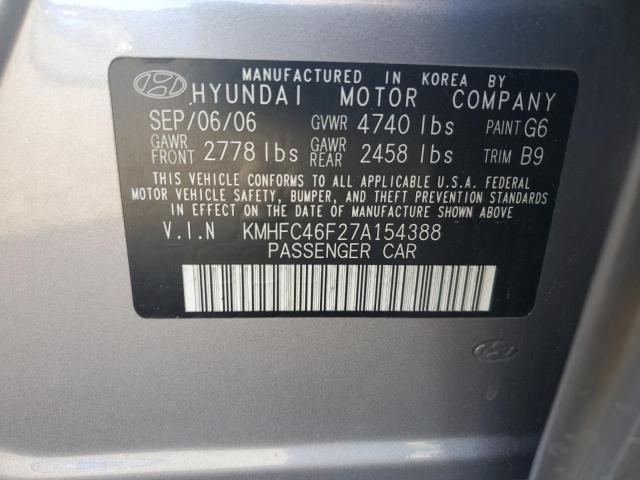 MANUFACTURED IN KOREA BY
HYUNDAI MOTOR COMPANY
SEP/06/06 GVWR 4740 lbs PAINT G6
GAWR FRONT 2778 lbs GAWR REAR 2458 lbs TRIM B9
THIS VEHICLE CONFORMS TO ALL APPLICABLE U.S.A. FEDERAL
MOTOR VEHICLE SAFETY, BUMPER, AND THEFT PREVENTION STANDARDS
IN EFFECT ON THE DATE OF MANUFACTURE SHOWN ABOVE
V.I.N KMHFC46F27A154388
PASSENGER CAR